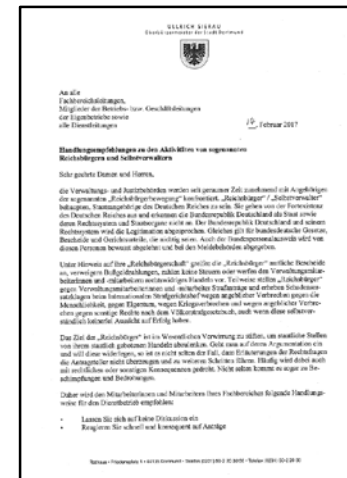 ULLRICH SIERAU
Oberbürgermeister der Stadt Dortmund
An alle
Fachbereichsleitungen,
Mitglieder der Betriebs- bzw. Geschäftsleitungen
der Eigenbetriebe sowie
alle Dienststellen
Februar 2017
Handlungsempfehlungen zu den Aktivitäten von sogenannten
Reichsbürgern und Selbstverwaltern
Sehr geehrte Damen und Herren,
die Verwaltungs- und Justizbehörden werden seit geraumer Zeit zunehmend mit Angehörigen
der sogenannten „Reichsbürgerbewegung“ konfrontiert. „Reichsbürger“ / „Selbstverwalter“
behaupten, Staatsangehörige des Deutschen Reiches zu sein. Sie gehen von der Fortexistenz
des Deutschen Reiches aus und erkennen die Bundesrepublik Deutschland als Staat sowie
deren Rechtssystem und Staatsorgane nicht an. Der Bundesrepublik Deutschland und seinem
Rechtssystem wird die Legitimation abgesprochen. Gleiches gilt für bundesdeutsche Gesetze,
Bescheide und Gerichtsurteile, die nichtig seien. Auch der Bundespersonalausweis wird von
diesen Personen bewusst abgelehnt und bei den Meldebehörden abgegeben.
Unter Hinweis auf ihre „Reichsbürgerschaft“ greifen die „Reichsbürger“ amtliche Bescheide
an, verweigern Bußgeldzahlungen, zahlen keine Steuern oder werfen den Verwaltungsmitar-
beiterinnen und -mitarbeitern rechtswidriges Handeln vor. Teilweise stellen „Reichsbürger“
gegen Verwaltungsmitarbeiterinnen und -mitarbeiter Strafanträge und erheben Schadensers-
atzklagen beim Internationalen Strafgerichtshof wegen angeblicher Verbrechen gegen die
Menschlichkeit, gegen Eigentum, wegen Kriegsverbrechen und wegen angeblicher Verbre-
chen gegen sonstige Rechte nach dem Völkerstrafgesetzbuch, auch wenn diese selbstver-
ständlich keinerlei Aussicht auf Erfolg haben.
Das Ziel der „Reichsbürger“ ist im Wesentlichen Verwirrung zu stiften, um staatliche Stellen
von ihrem staatlich gebotenen Handeln abzulenken. Geht man auf deren Argumentation ein
und will diese widerlegen, so ist es nicht selten der Fall, dass Erläuterungen der Rechtslage
die Antragsteller nicht überzeugen und zu weiteren Schritten führen. Häufig wird dabei auch
mit rechtlichen oder sonstigen Konsequenzen gedroht. Nicht selten kommt es sogar zu Be-
schimpfungen und Bedrohungen.
Daher wird den Mitarbeiterinnen und Mitarbeitern Ihres Fachbereiches folgende Handlungs-
weise für den Dienstbetrieb empfohlen:
• Lassen Sie sich auf keine Diskussion ein
• Reagieren Sie schnell und konsequent auf Anträge